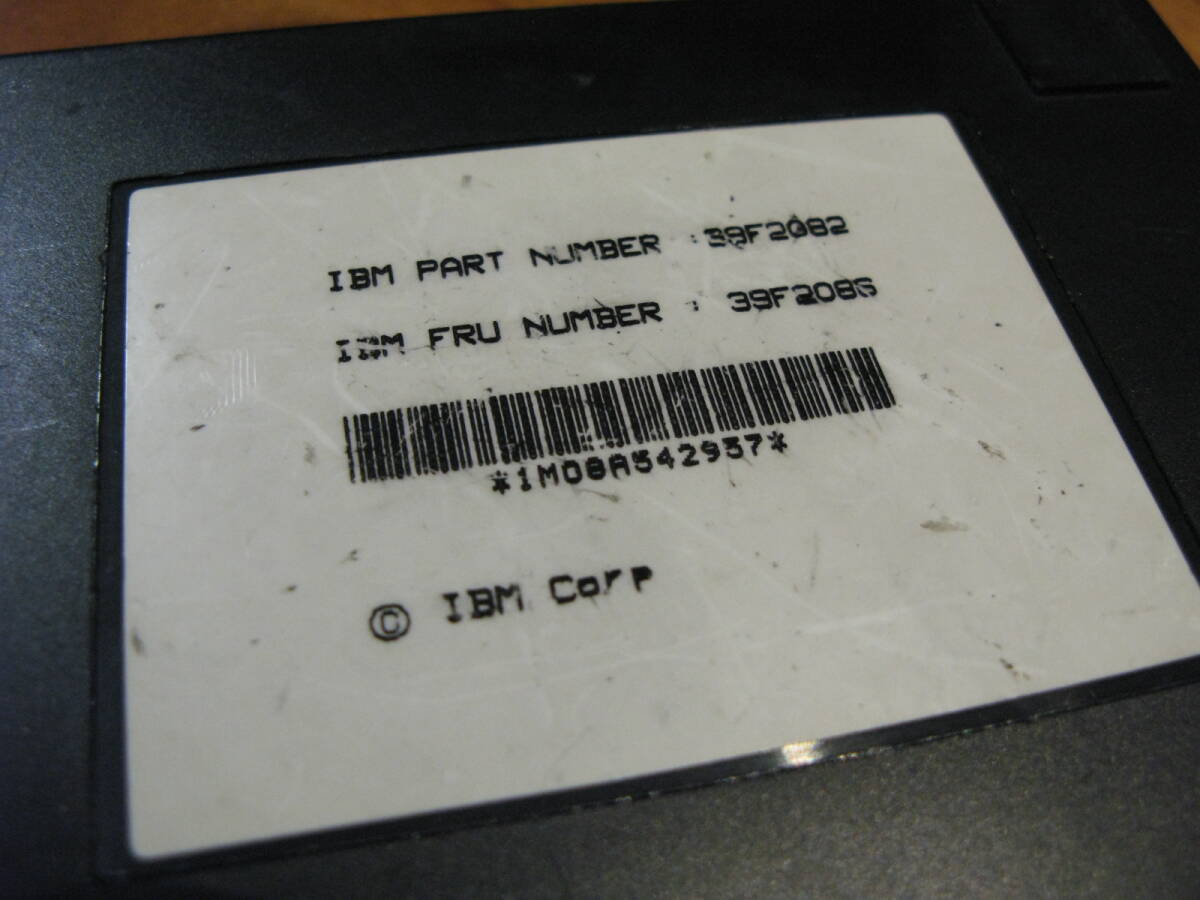 IBM PART NUMBER : 39F2082
IBM FRU NUMBER : 39F2086
*1M08A542937*
© IBM Corp